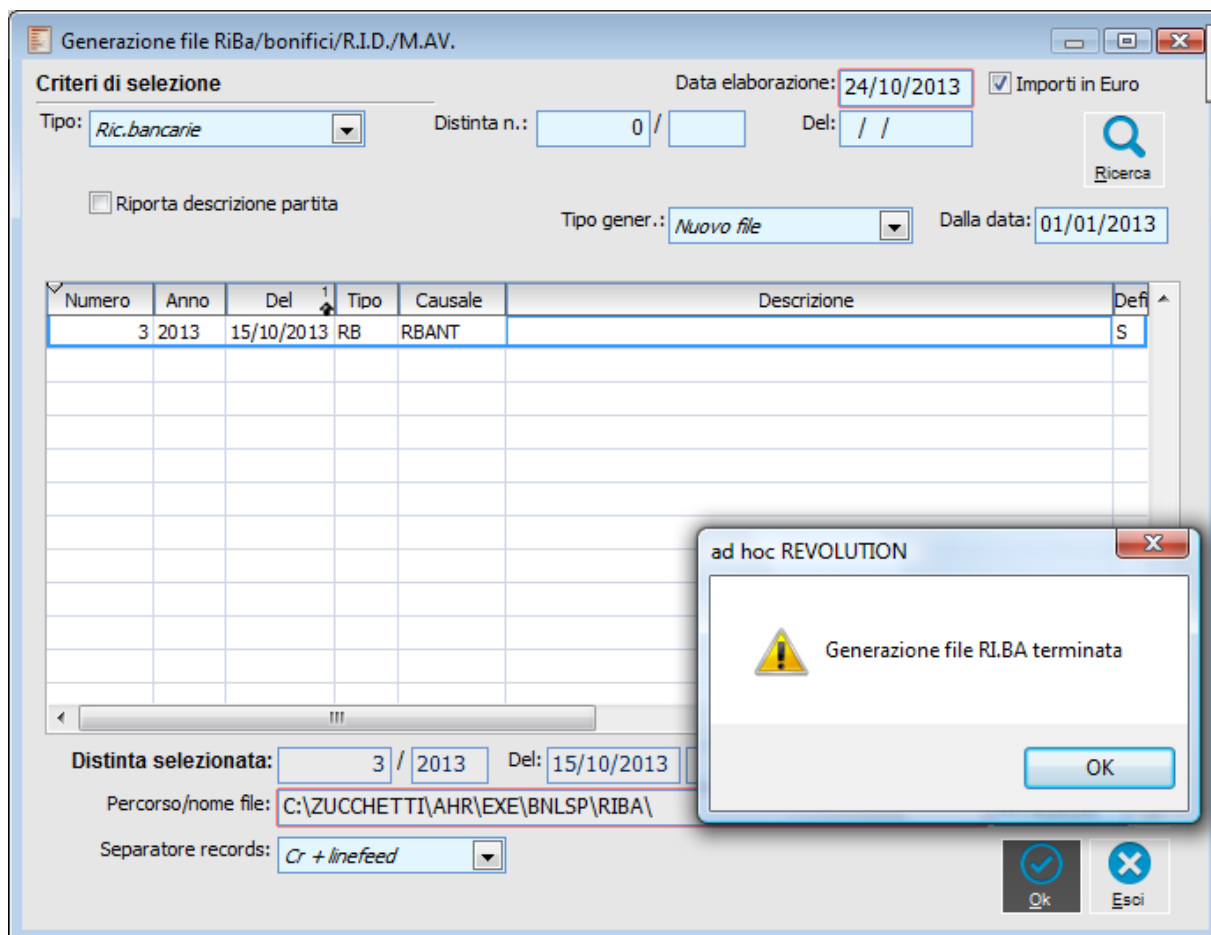 Generazione file RiBa/bonifici/R.I.D./M.AV.
Criteri di selezione
Data elaborazione: 24/10/2013 Importi in Euro
Tipo: Ric.bancarie Distinta n.: 0 / Del: / /
Ricerca
Riporta descrizione partita
Tipo gener.: Nuovo file Dalla data: 01/01/2013
Numero Anno Del 1 Tipo Causale Descrizione Defi
3 2013 15/10/2013 RB RBANT S
ad hoc REVOLUTION
Generazione file RI.BA terminata
OK
Distinta selezionata: 3 / 2013 Del: 15/10/2013
Percorso/nome file: C:\ZUCCHETTI\AHR\EXE\BNLSP\RIBA\
Separatore records: Cr + linefeed
Ok Esci